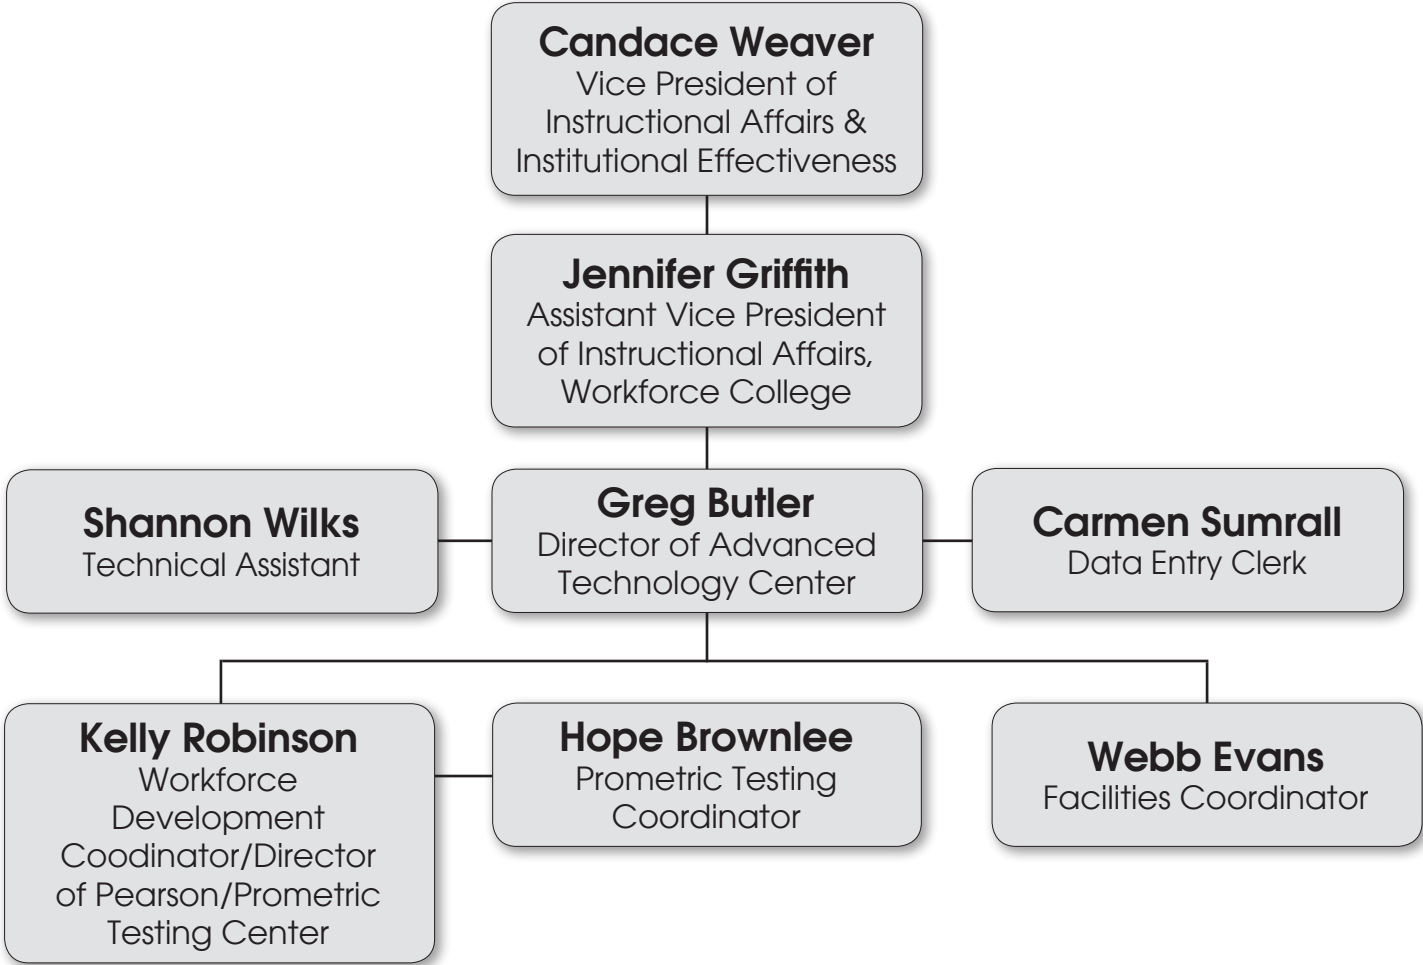 Candace Weaver
Vice President of
Instructional Affairs &
Institutional Effectiveness
Jennifer Griffith
Assistant Vice President
of Instructional Affairs,
Workforce College
Shannon Wilks
Technical Assistant
Greg Butler
Director of Advanced
Technology Center
Carmen Sumrall
Data Entry Clerk
Kelly Robinson
Workforce
Development
Coodinator/Director
of Pearson/Prometric
Testing Center
Hope Brownlee
Prometric Testing
Coordinator
Webb Evans
Facilities Coordinator